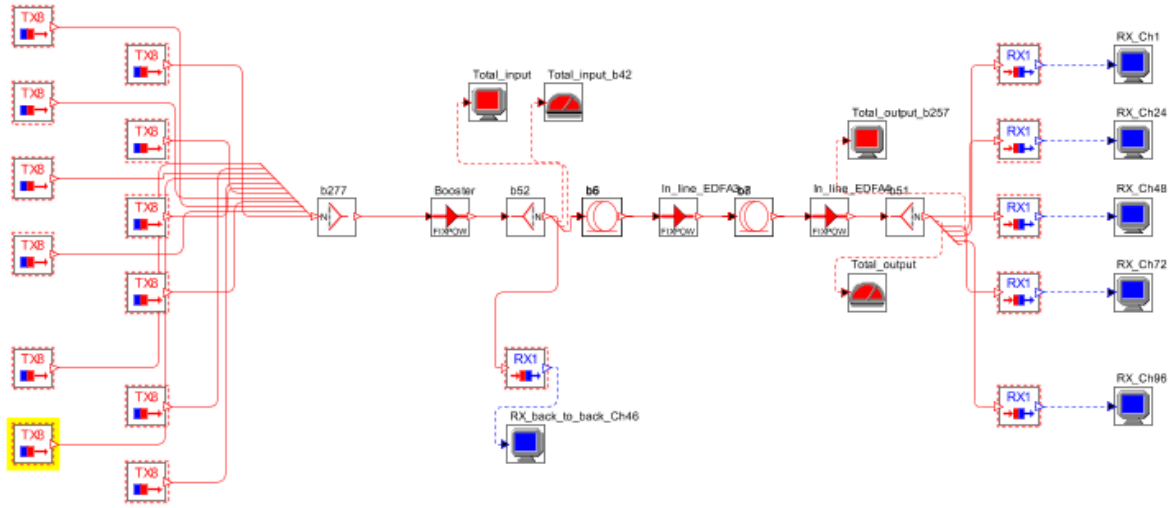 TX8
TX8
TX8
TX8
TX8
TX8
TX8
TX8
TX8
TX8
TX8
TX8
b277
N
Booster
FIXPOW
b52
N
Total_input
Total_input_b42
b6
In_line_EDFA3
FIXPOW
In_line_EDFA4
FIXPOW
b51
N
Total_output_b257
Total_output
RX1
RX_back_to_back_Ch46
RX1
RX_Ch1
RX1
RX_Ch24
RX1
RX_Ch48
RX1
RX_Ch72
RX1
RX_Ch96